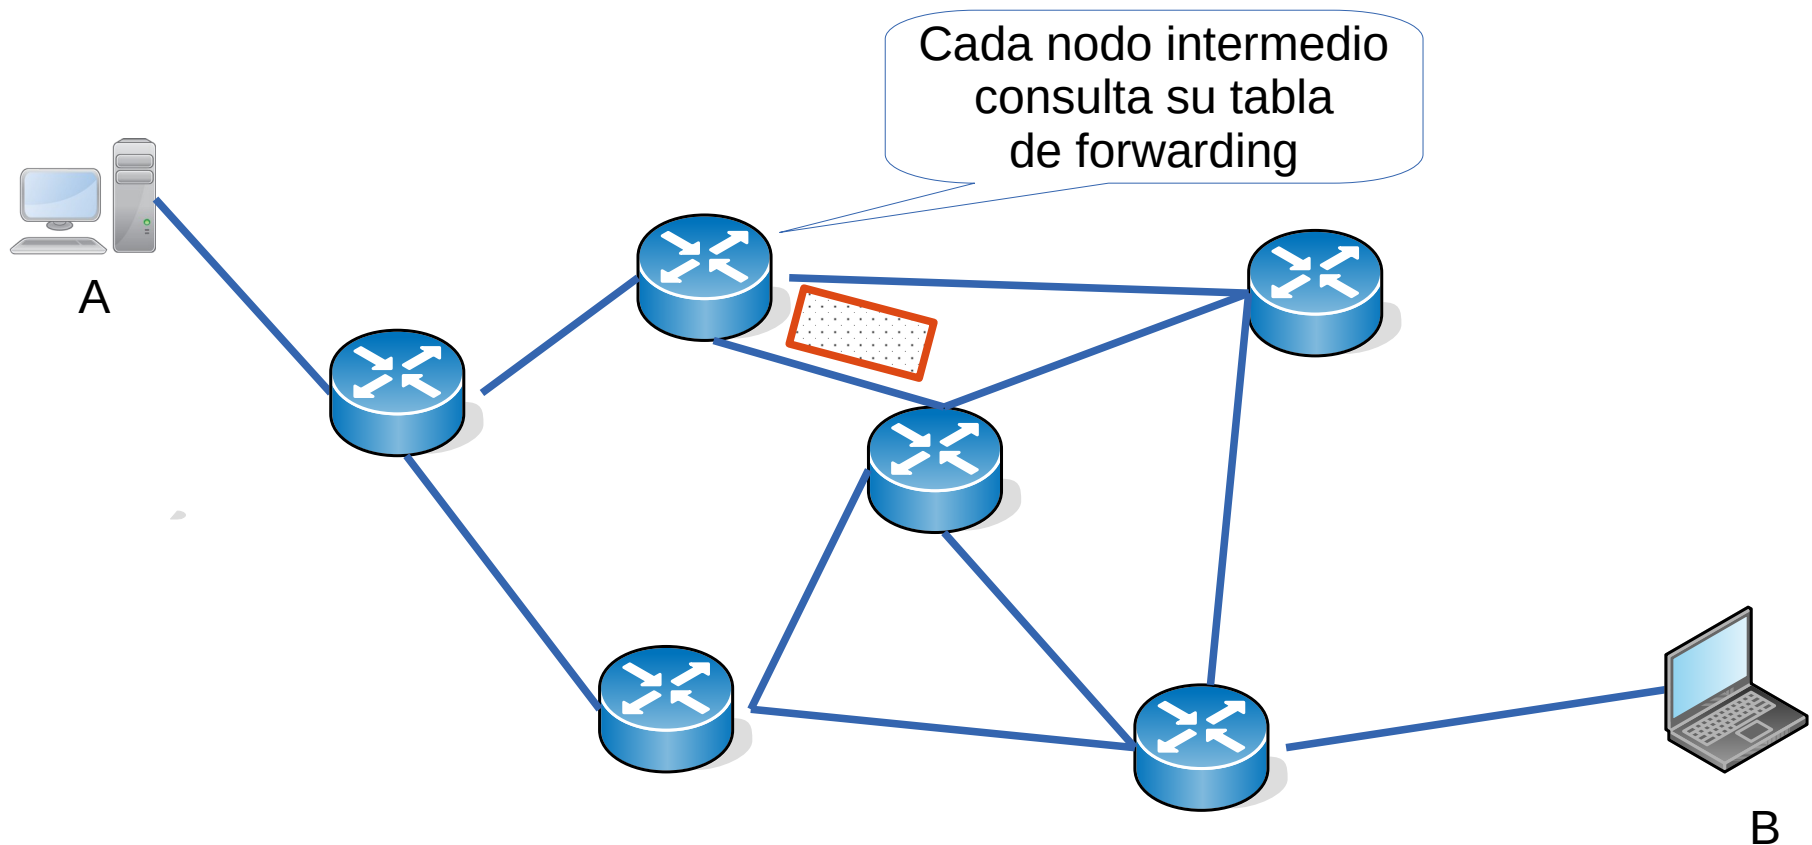 Cada nodo intermedio
consulta su tabla
de forwarding
A
B